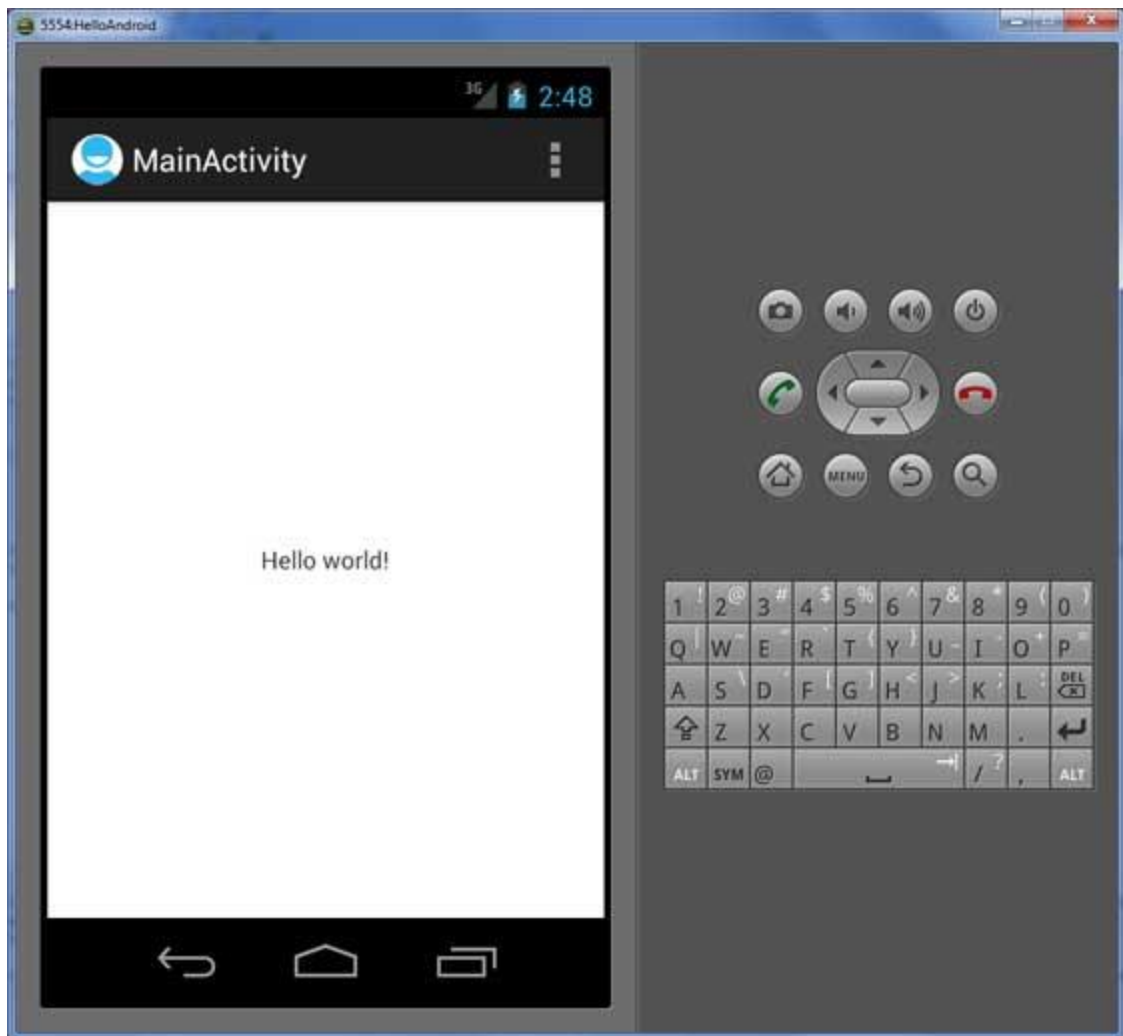 5554:HelloAndroid
3G 2:48
MainActivity
Hello world!
MENU
1 ! 2 @ 3 # 4 $ 5 % 6 ^ 7 & 8 * 9 ( 0 )
Q | W ~ E " R ` T { Y } U _ I - O + P =
A S \ D ' F [ G ] H < J > K ; L : DEL
Z X C V B N M .
ALT SYM @ / ? , ALT